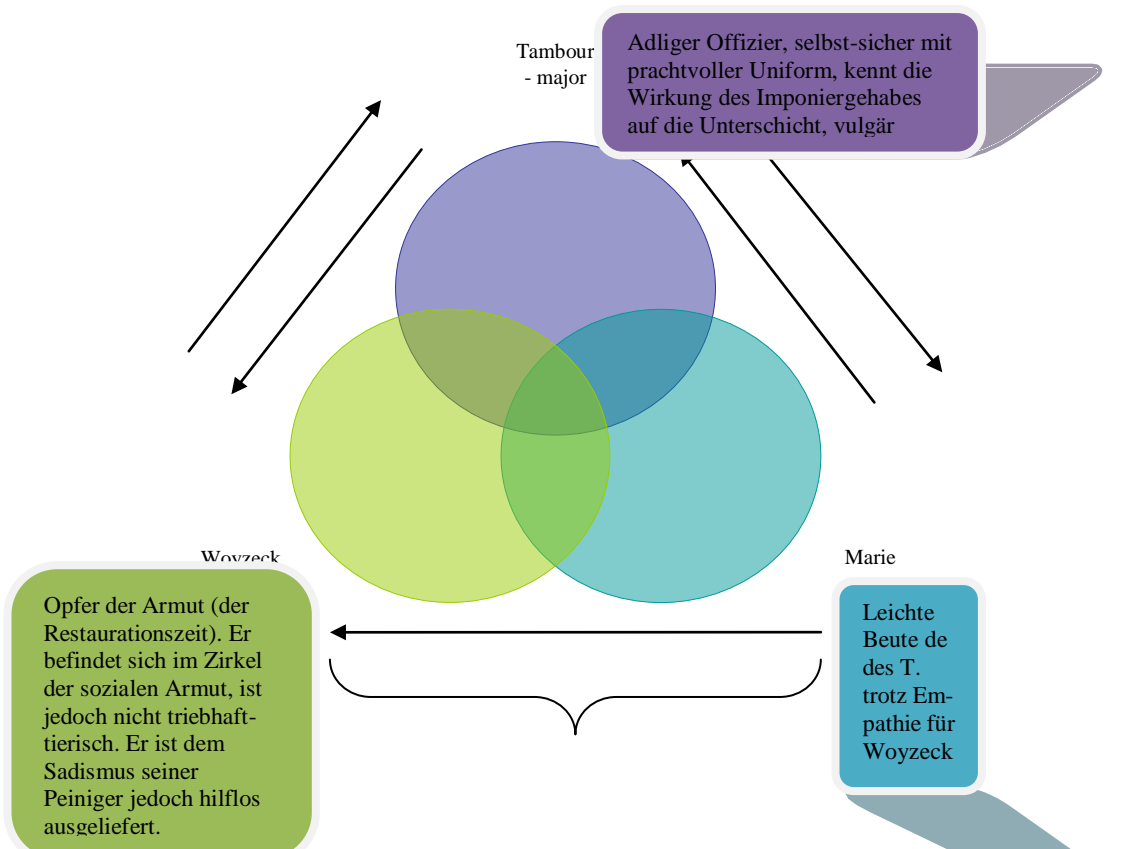 Tambour
- major
Adliger Offizier, selbst-sicher mit
prachtvoller Uniform, kennt die
Wirkung des Imponiergehabes
auf die Unterschicht, vulgär
Woyzeck
Marie
Opfer der Armut (der
Restaurationszeit). Er
befindet sich im Zirkel
der sozialen Armut, ist
jedoch nicht triebhaft-
tierisch. Er ist dem
Sadismus seiner
Peiniger jedoch hilflos
ausgeliefert.
Leichte
Beute de
des T.
trotz Em-
pathie für
Woyzeck